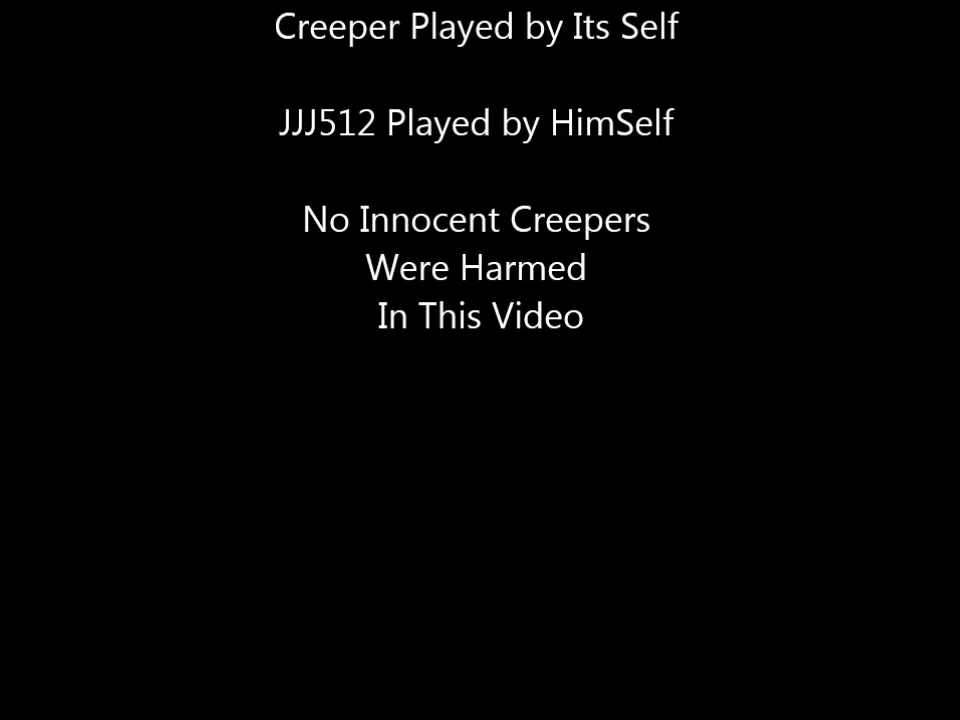 Creeper Played by Its Self
JJJ512 Played by HimSelf
No Innocent Creepers
Were Harmed
In This Video